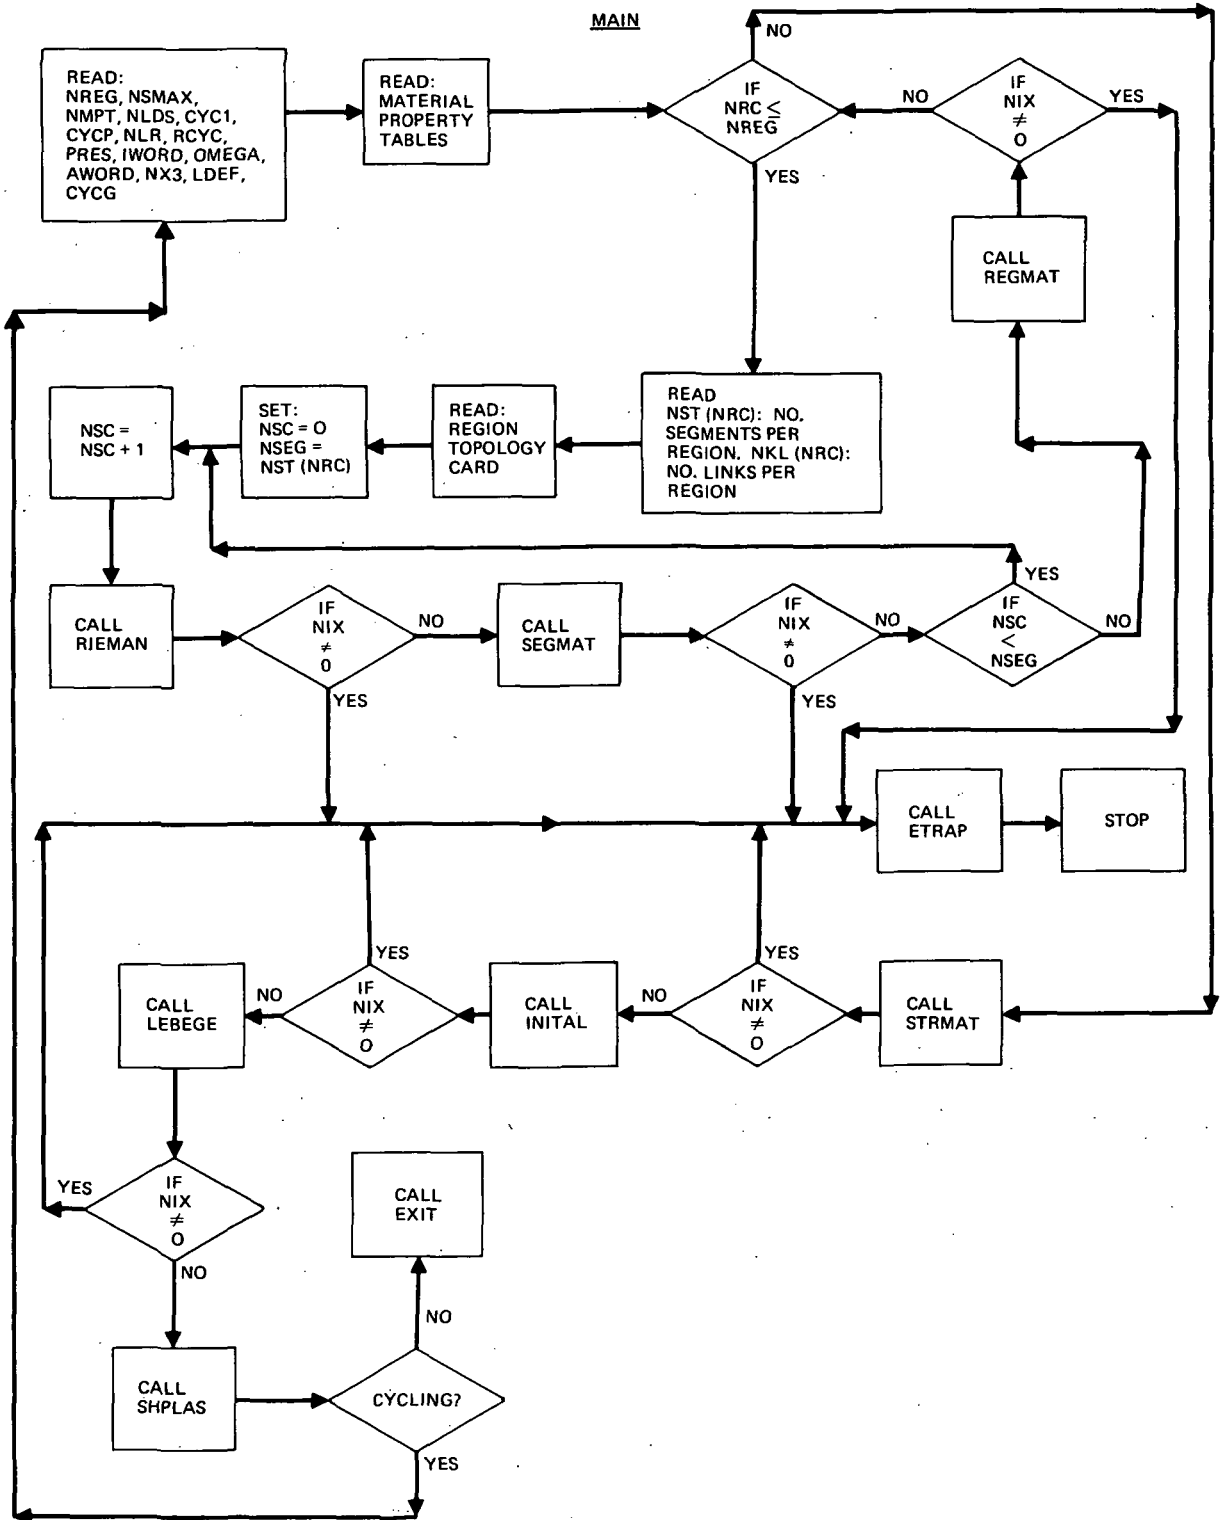 MAIN
READ:
NREG, NSMAX,
NMPT, NLDS, CYC1,
CYCP, NLR, RCYC,
PRES, IWORD, OMEGA,
AWORD, NX3, LDEF,
CYCG
READ:
MATERIAL
PROPERTY
TABLES
IF
NRC ≤
NREG
NO
YES
IF
NIX
≠
0
NO
YES
CALL
REGMAT
NSC =
NSC + 1
SET:
NSC = 0
NSEG =
NST (NRC)
READ:
REGION
TOPOLOGY
CARD
READ
NST (NRC): NO.
SEGMENTS PER
REGION, NKL (NRC):
NO. LINKS PER
REGION
CALL
RIEMAN
IF
NIX
≠
0
NO
YES
CALL
SEGMAT
IF
NIX
≠
0
NO
YES
IF
NSC
<
NSEG
YES
NO
CALL
ETRAP
STOP
CALL
LEBEGE
NO
IF
NIX
≠
0
YES
CALL
INITAL
NO
IF
NIX
≠
0
YES
CALL
STRMAT
YES
IF
NIX
≠
0
NO
CALL
EXIT
NO
CALL
SHPLAS
CYCLING?
YES